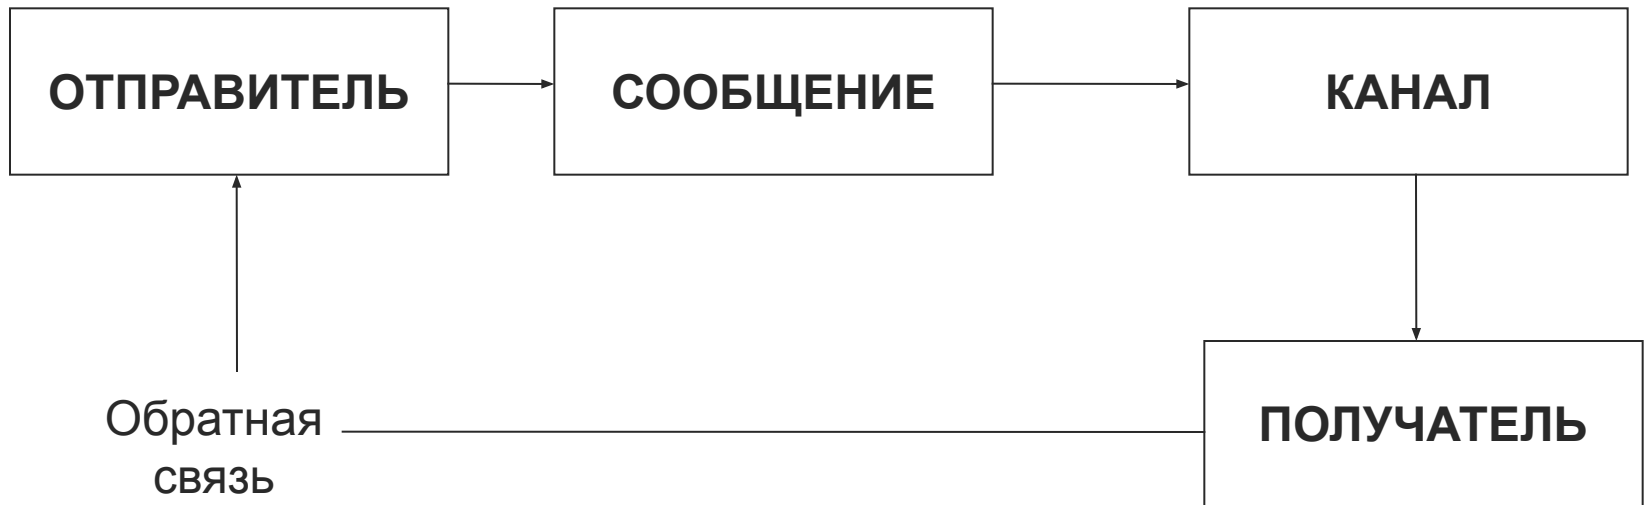 ОТПРАВИТЕЛЬ
СООБЩЕНИЕ
КАНАЛ
ПОЛУЧАТЕЛЬ
Обратная
связь